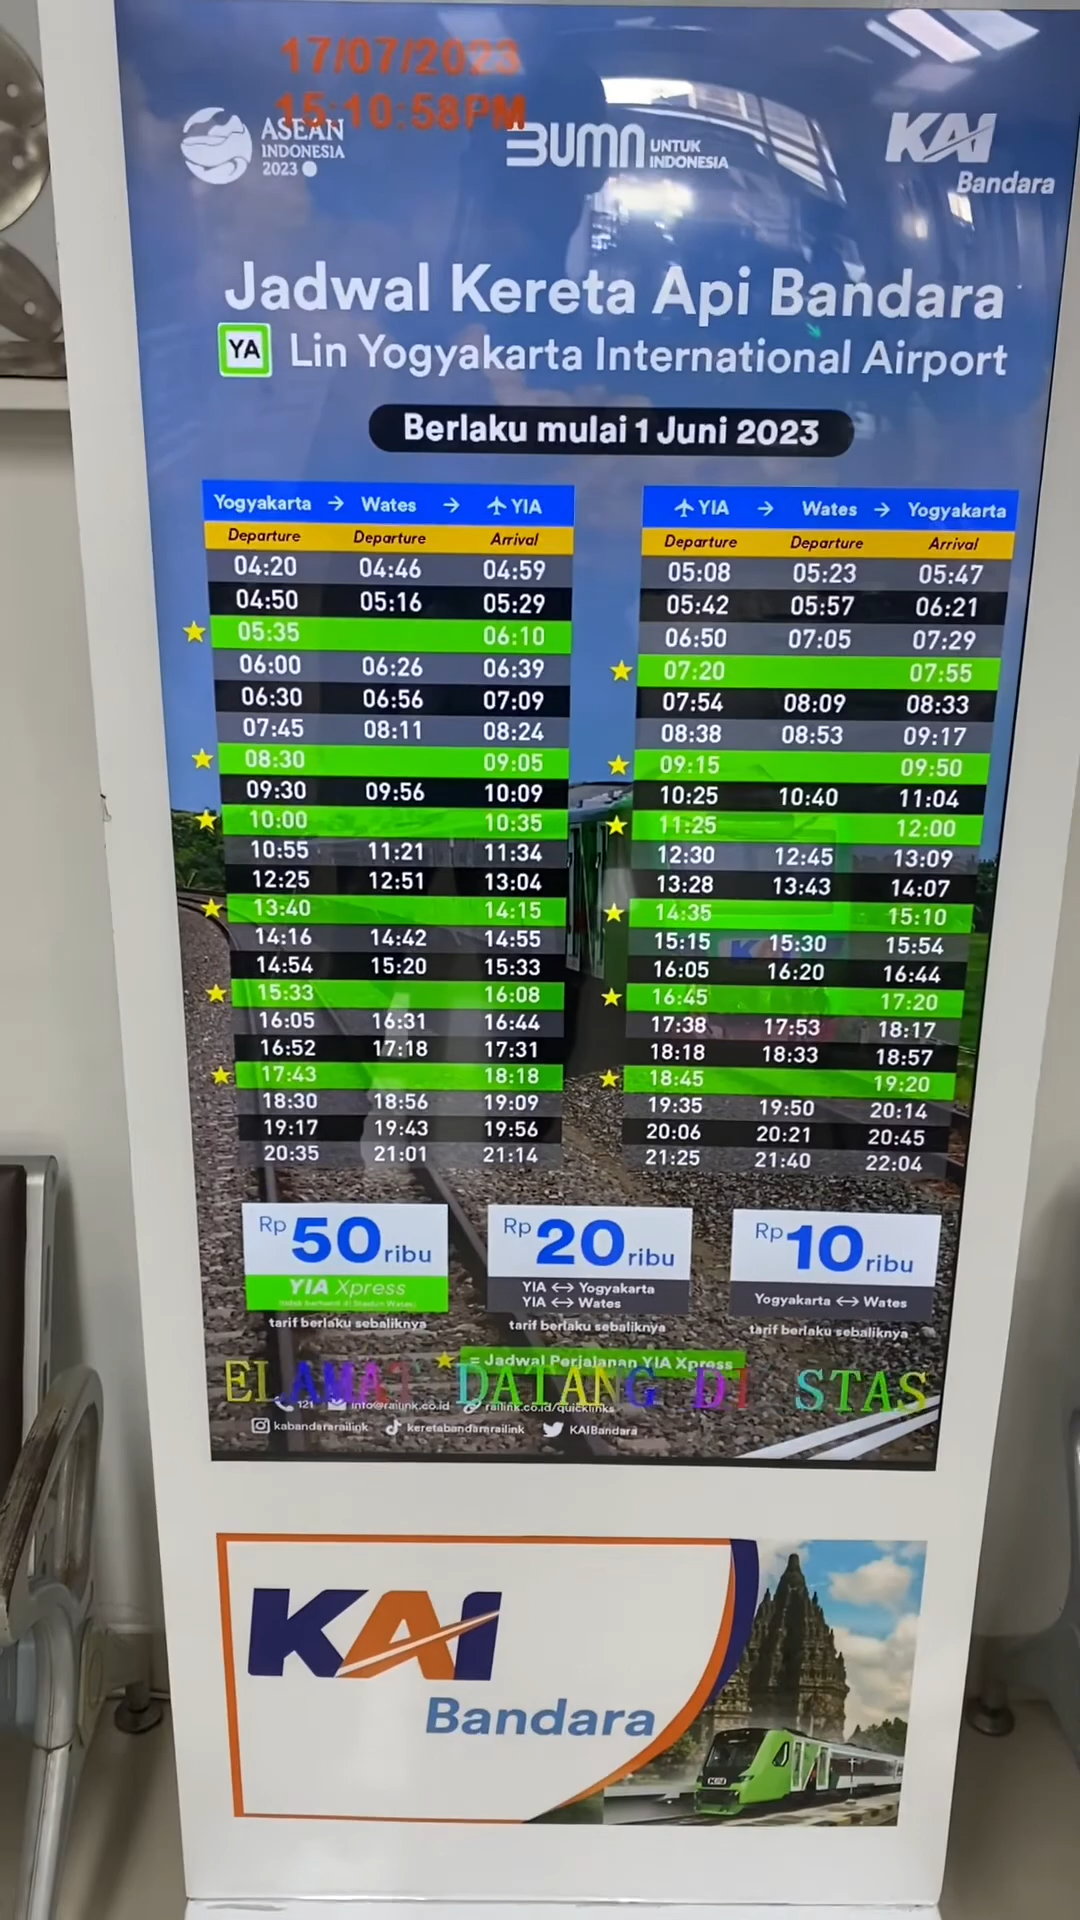 17/07/2023
15:10:58PM
ASEAN
INDONESIA
2023
BUMN UNTUK
INDONESIA
KAI
Bandara
Jadwal Kereta Api Bandara
YA Lin Yogyakarta International Airport
Berlaku mulai 1 Juni 2023
Yogyakarta → Wates → YIA
Departure Departure Arrival
04:20 04:46 04:59
04:50 05:16 05:29
05:35 06:10
06:00 06:26 06:39
06:30 06:56 07:09
07:45 08:11 08:24
08:30 09:05
09:30 09:56 10:09
10:00 10:35
10:55 11:21 11:34
12:25 12:51 13:04
13:40 14:15
14:16 14:42 14:55
14:54 15:20 15:33
15:33 16:08
16:05 16:31 16:44
16:52 17:18 17:31
17:43 18:18
18:30 18:56 19:09
19:17 19:43 19:56
20:35 21:01 21:14
YIA → Wates → Yogyakarta
Departure Departure Arrival
05:08 05:23 05:47
05:42 05:57 06:21
06:50 07:05 07:29
07:20 07:55
07:54 08:09 08:33
08:38 08:53 09:17
09:15 09:50
10:25 10:40 11:04
11:25 12:00
12:30 12:45 13:09
13:28 13:43 14:07
14:35 15:10
15:15 15:30 15:54
16:05 16:20 16:44
16:45 17:20
17:38 17:53 18:17
18:18 18:33 18:57
18:45 19:20
19:35 19:50 20:14
20:06 20:21 20:45
21:25 21:40 22:04
Rp 50 ribu
YIA Xpress
(tidak berhenti di Stasiun Wates)
tarif berlaku sebaliknya
Rp 20 ribu
YIA ↔ Yogyakarta
YIA ↔ Wates
tarif berlaku sebaliknya
Rp 10 ribu
Yogyakarta ↔ Wates
tarif berlaku sebaliknya
= Jadwal Perjalanan YIA Xpress
ELAMAT DATANG DI STAS
121 info@railink.co.id railink.co.id/quicklinks
kabandararailink keretabandararailink KAIBandara
KAI
Bandara
KAI